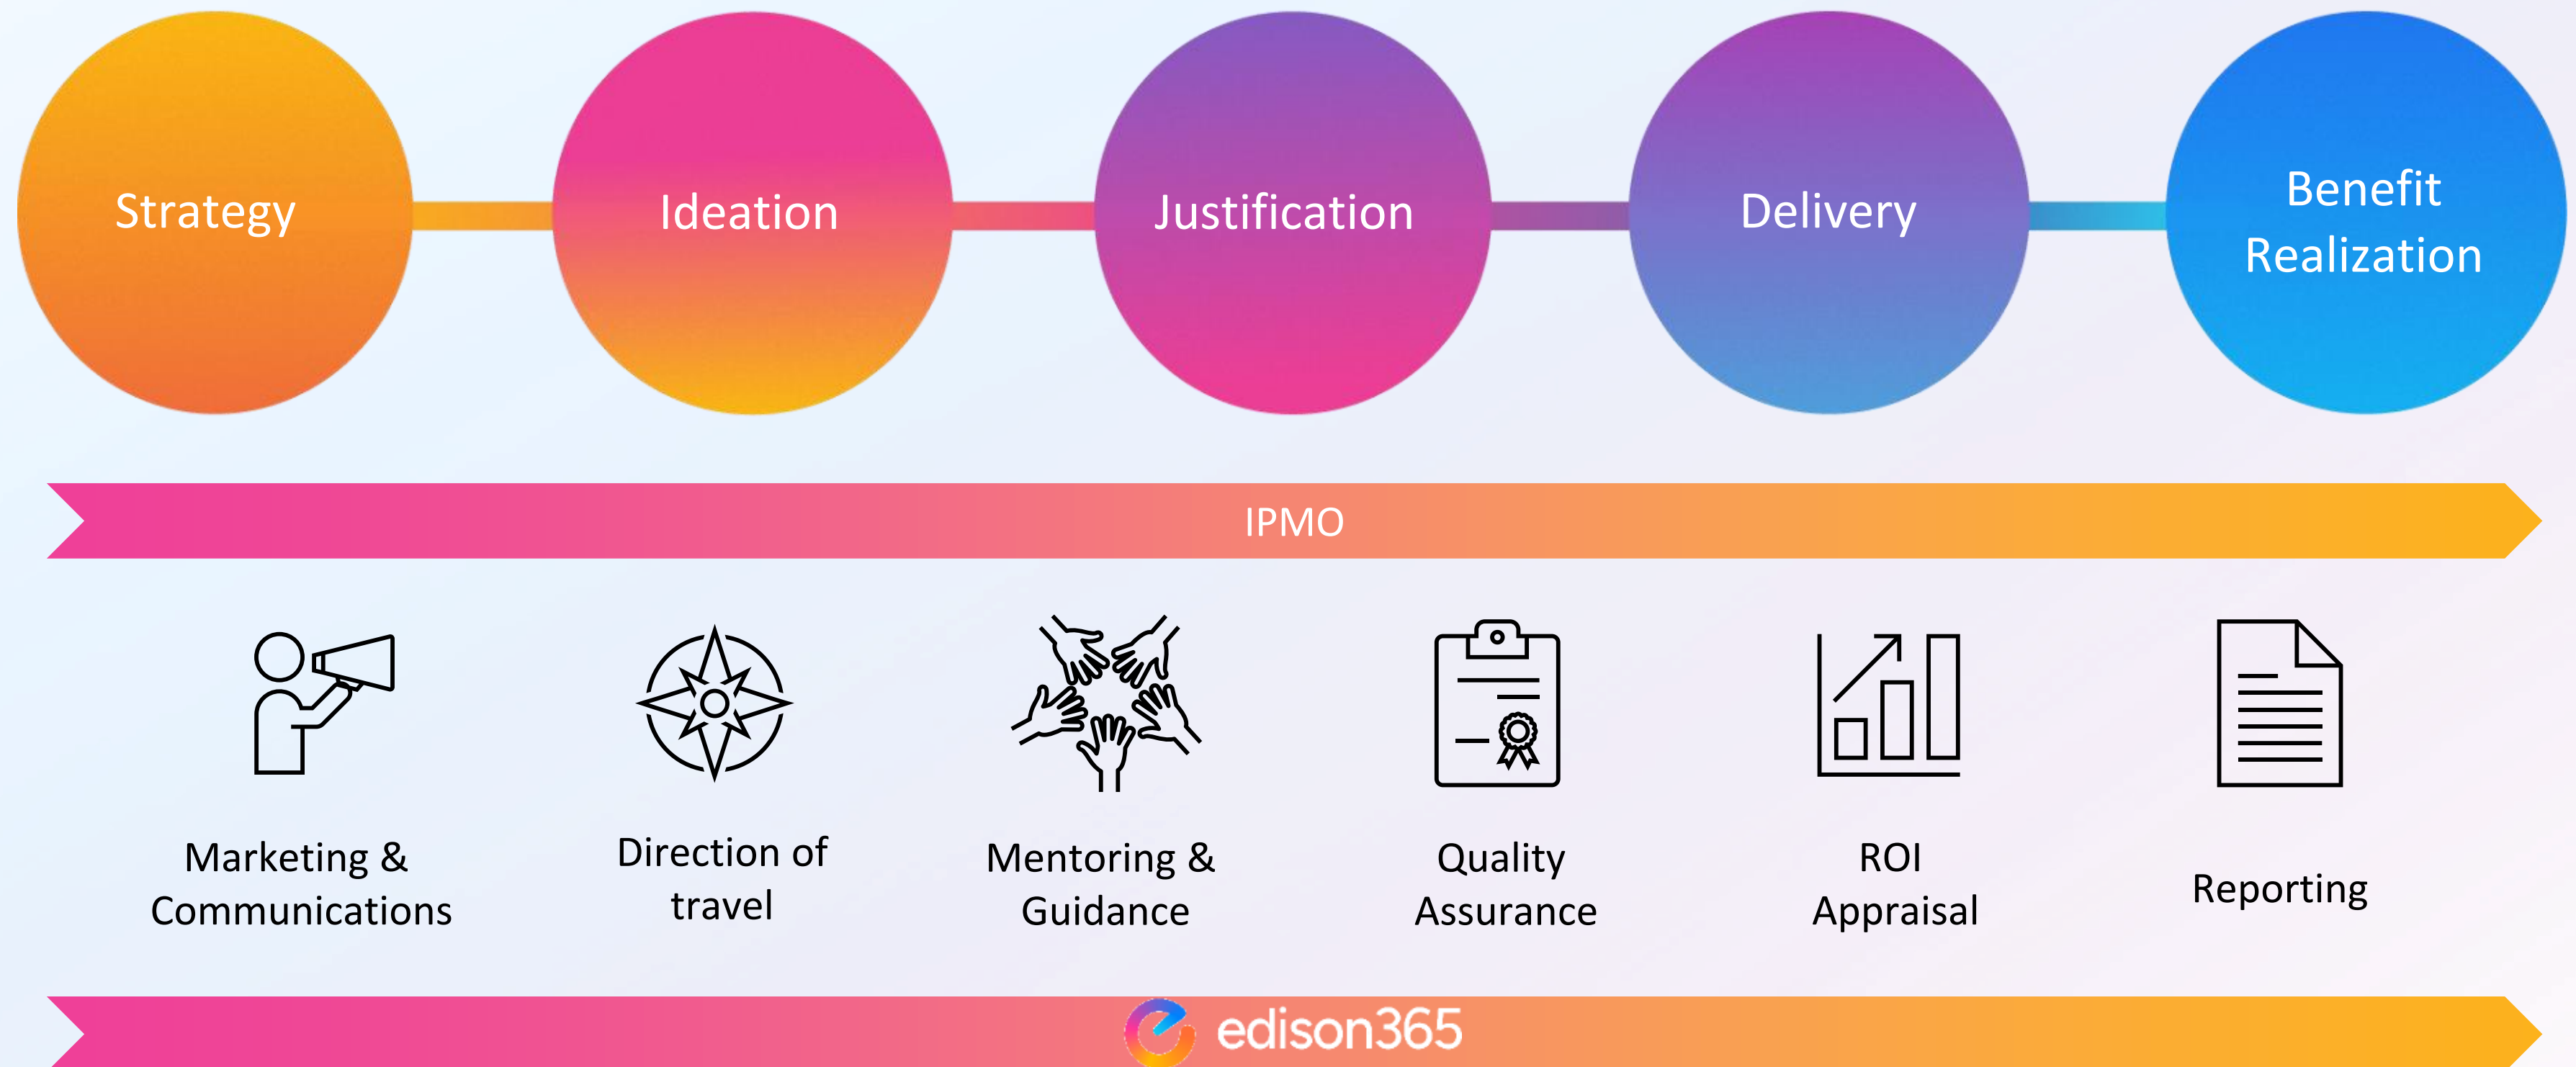 Strategy
Ideation
Justification
Delivery
Benefit
Realization
IPMO
Marketing &
Communications
Direction of
travel
Mentoring &
Guidance
Quality
Assurance
ROI
Appraisal
Reporting
edison365